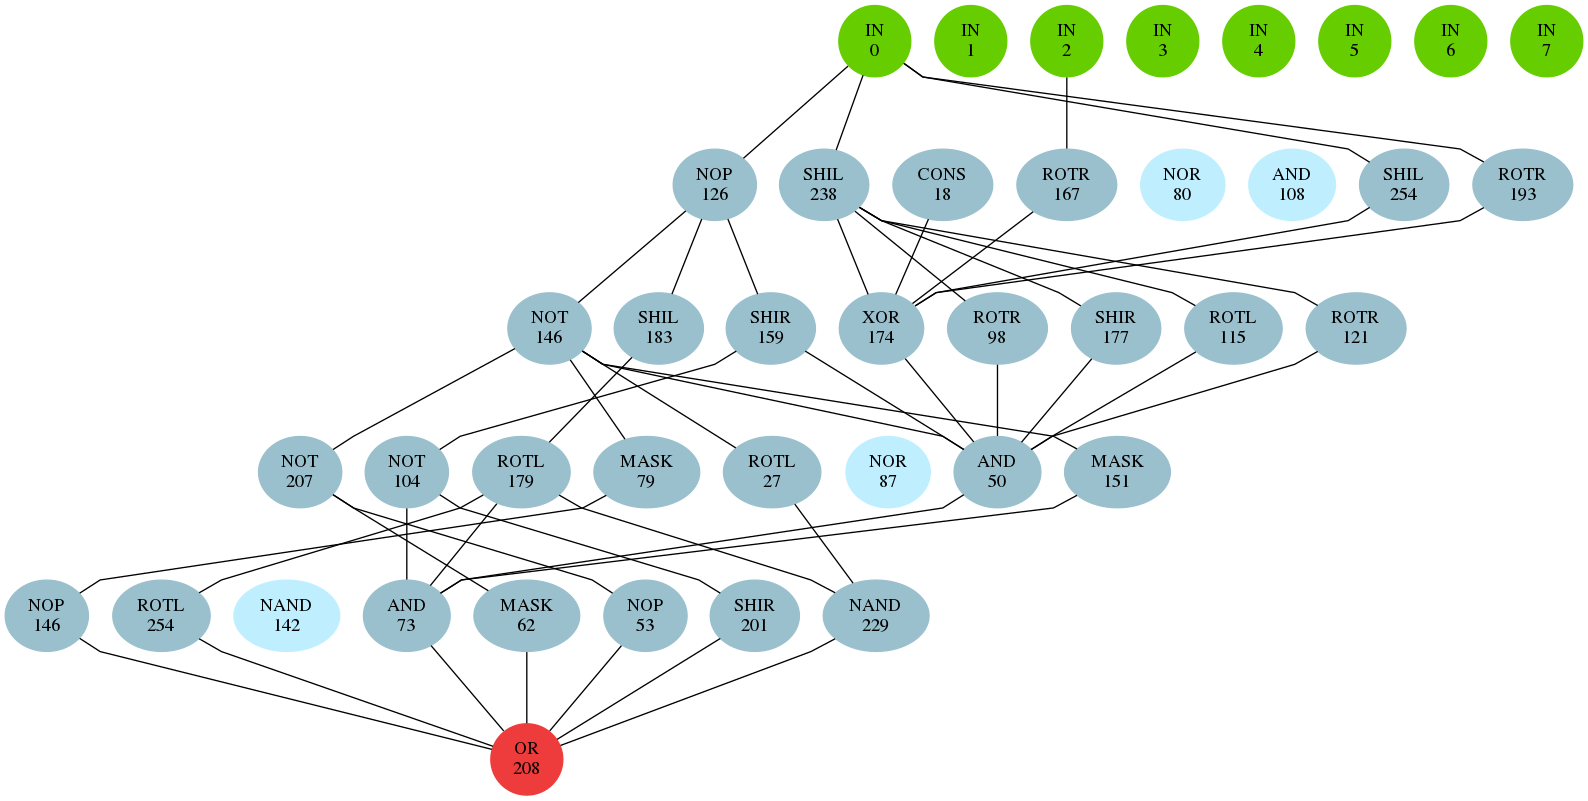 IN
0
IN
1
IN
2
IN
3
IN
4
IN
5
IN
6
IN
7
NOP
126
SHIL
238
CONS
18
ROTR
167
NOR
80
AND
108
SHIL
254
ROTR
193
NOT
146
SHIL
183
SHIR
159
XOR
174
ROTR
98
SHIR
177
ROTL
115
ROTR
121
NOT
207
NOT
104
ROTL
179
MASK
79
ROTL
27
NOR
87
AND
50
MASK
151
NOP
146
ROTL
254
NAND
142
AND
73
MASK
62
NOP
53
SHIR
201
NAND
229
OR
208